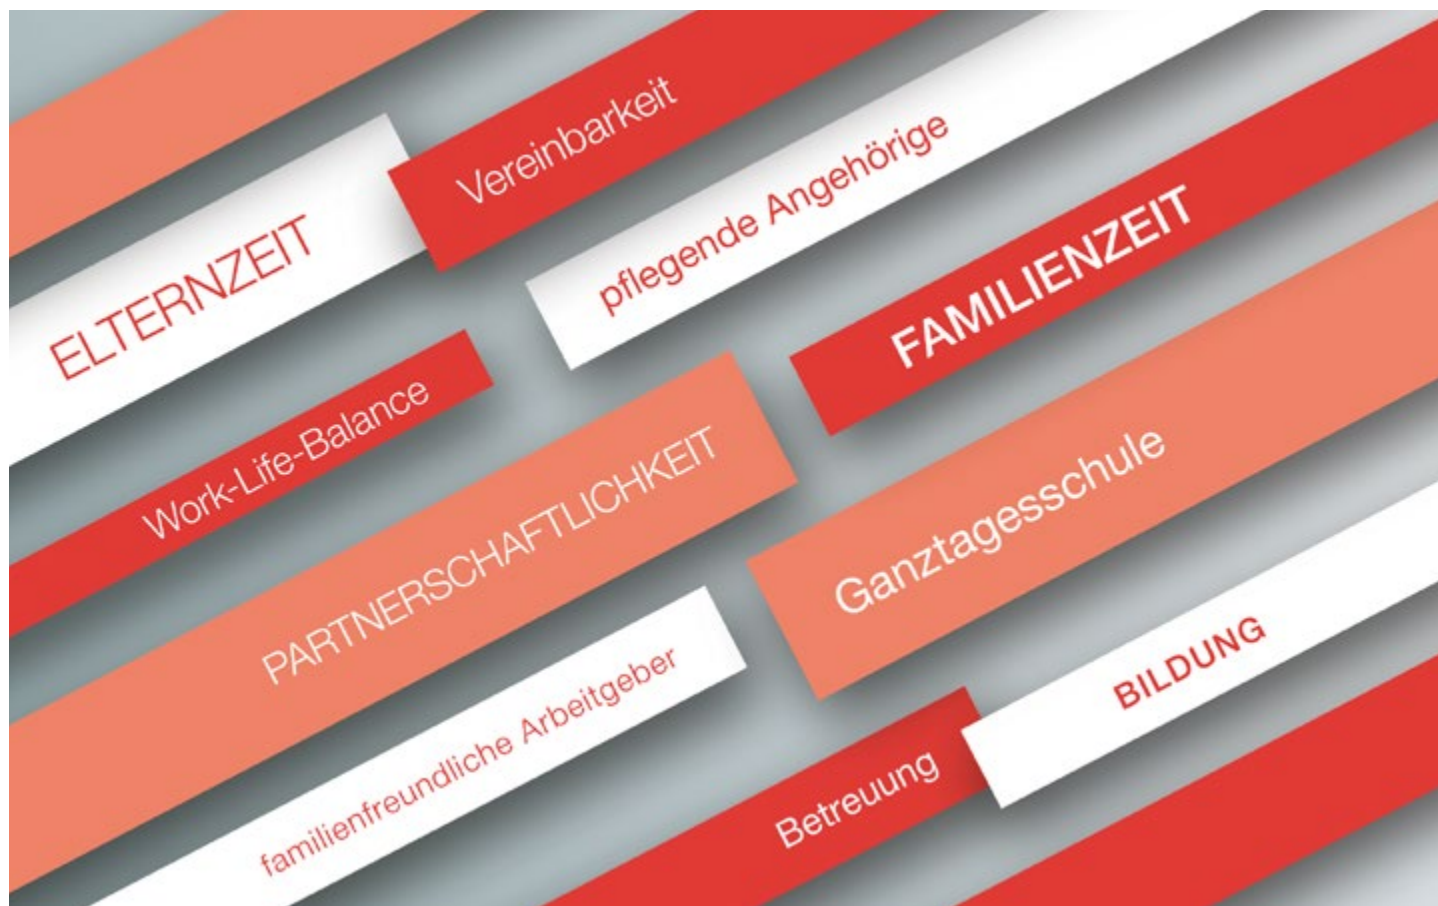 Vereinbarkeit
ELTERNZEIT
pflegende Angehörige
FAMILIENZEIT
Work-Life-Balance
PARTNERSCHAFTLICHKEIT
Ganztagesschule
familienfreundliche Arbeitgeber
BILDUNG
Betreuung